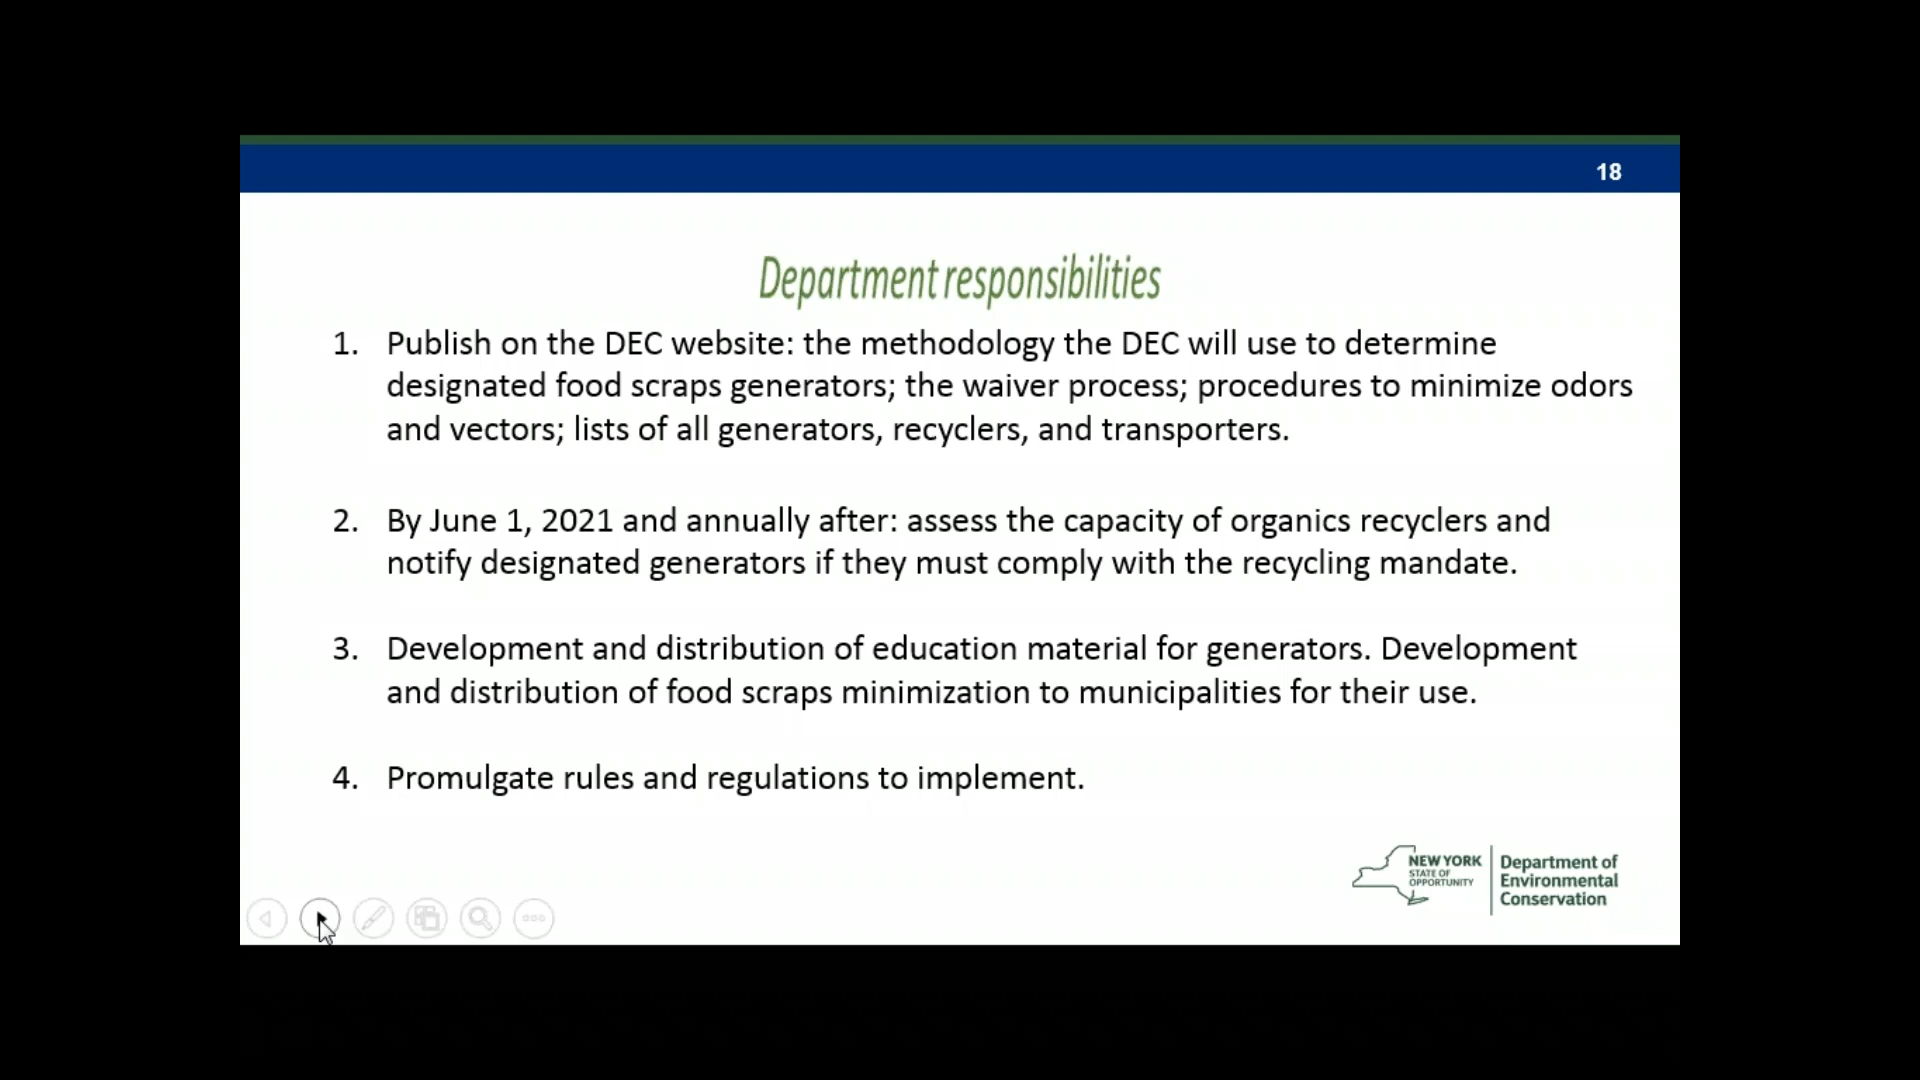 18
Department responsibilities
1. Publish on the DEC website: the methodology the DEC will use to determine
designated food scraps generators; the waiver process; procedures to minimize odors
and vectors; lists of all generators, recyclers, and transporters.
2. By June 1, 2021 and annually after: assess the capacity of organics recyclers and
notify designated generators if they must comply with the recycling mandate.
3. Development and distribution of education material for generators. Development
and distribution of food scraps minimization to municipalities for their use.
4. Promulgate rules and regulations to implement.
NEW YORK
STATE OF
OPPORTUNITY
Department of
Environmental
Conservation